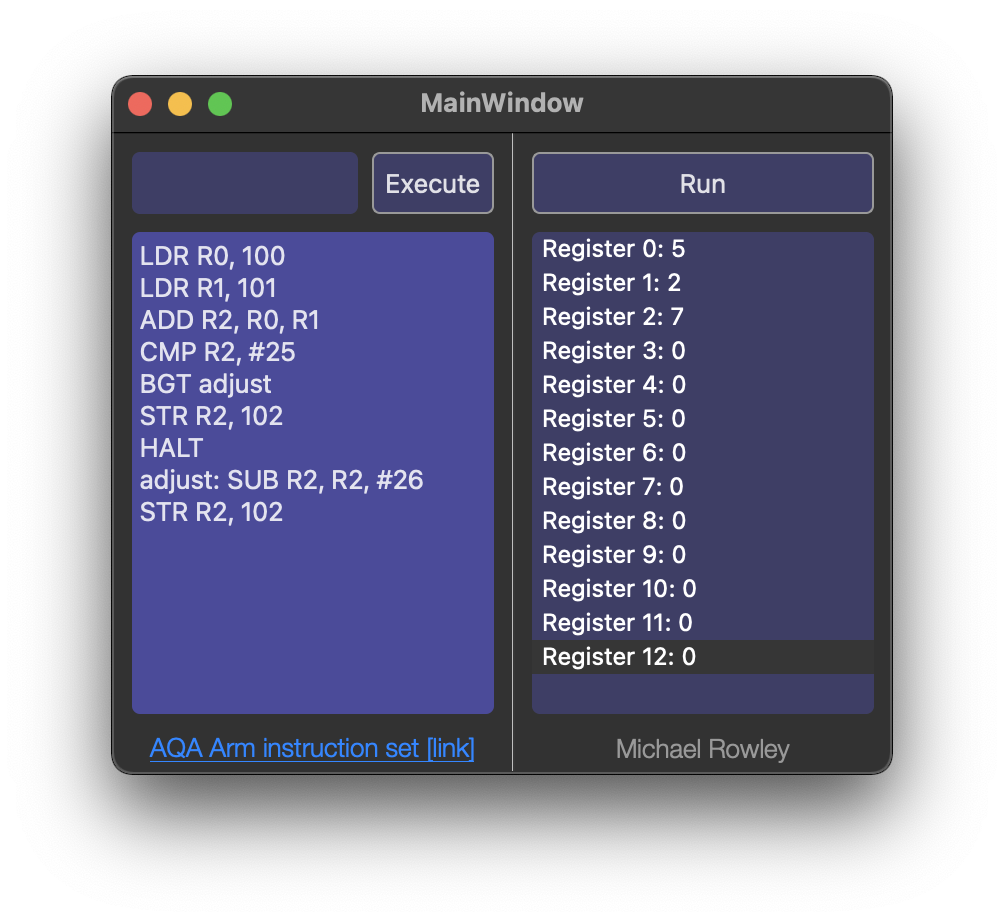 MainWindow
Execute
LDR R0, 100
LDR R1, 101
ADD R2, R0, R1
CMP R2, #25
BGT adjust
STR R2, 102
HALT
adjust: SUB R2, R2, #26
STR R2, 102
AQA Arm instruction set [link]
Run
Register 0: 5
Register 1: 2
Register 2: 7
Register 3: 0
Register 4: 0
Register 5: 0
Register 6: 0
Register 7: 0
Register 8: 0
Register 9: 0
Register 10: 0
Register 11: 0
Register 12: 0
Michael Rowley